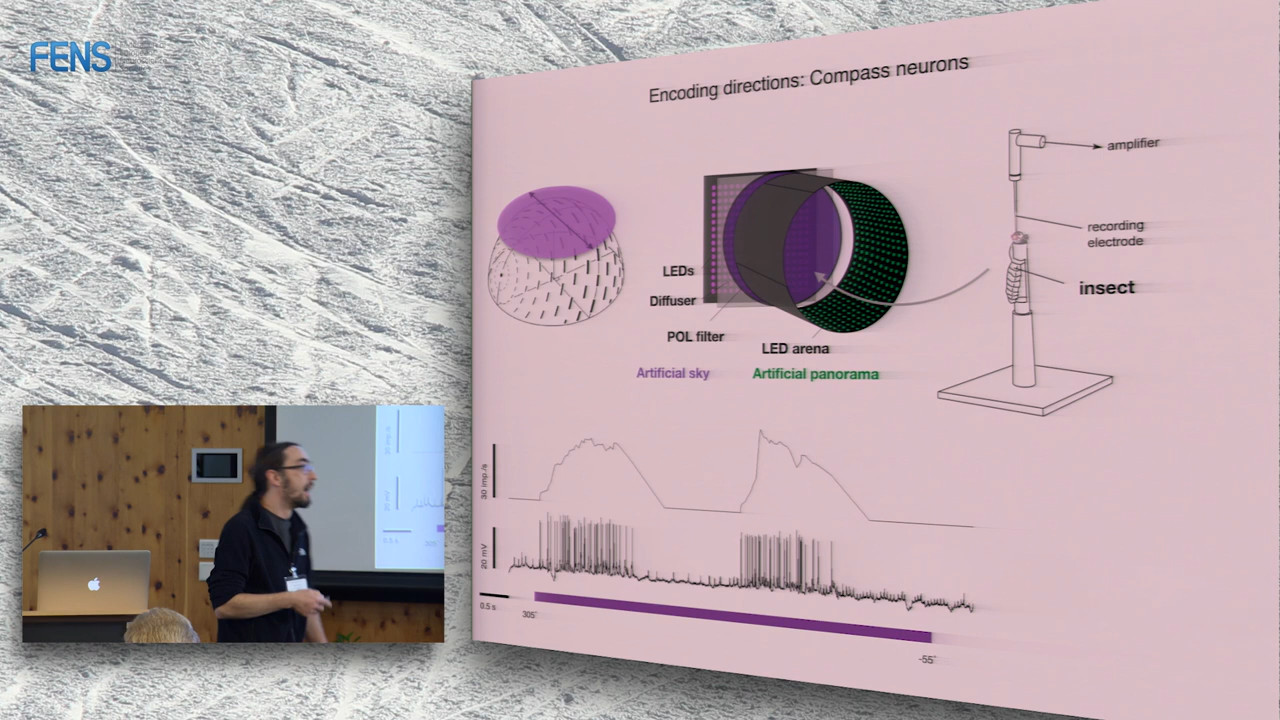 FENS
Encoding directions: Compass neurons
amplifier
recording
electrode
insect
LEDs
Diffuser
POL filter
LED arena
Artificial sky
Artificial panorama
30 imp./s
20 mV
0.5 s
305°
-55°